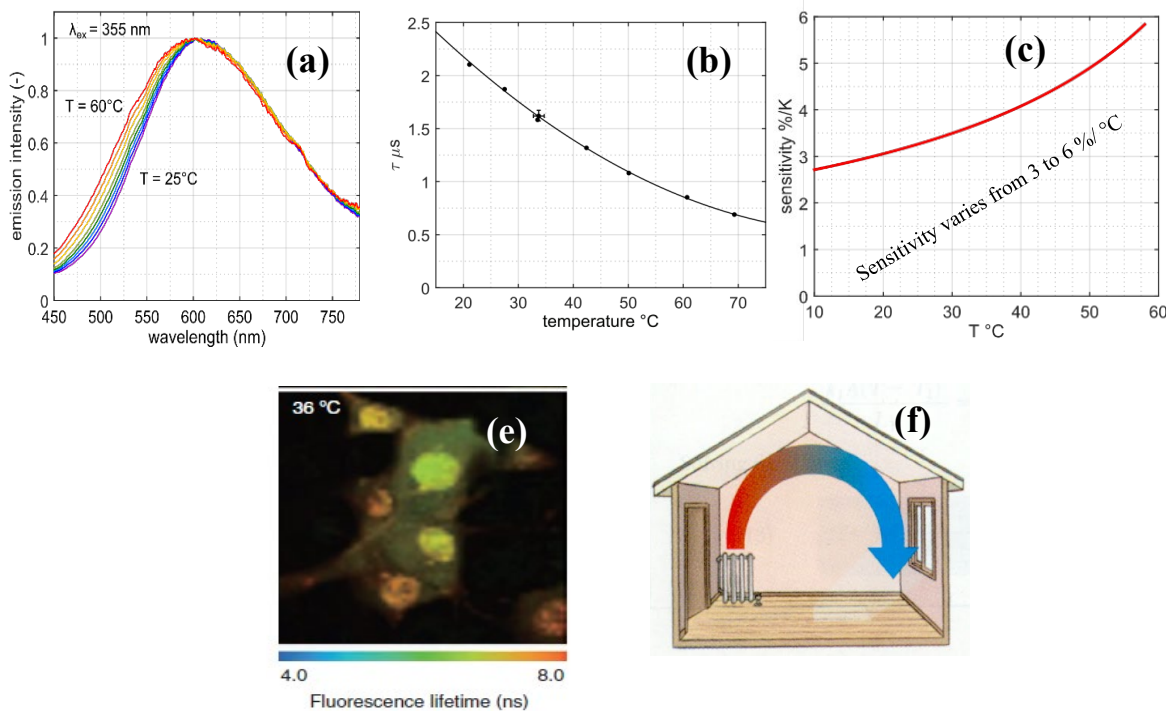 λex = 355 nm
(a)
T = 60°C
T = 25°C
emission intensity (-)
1
0.8
0.6
0.4
0.2
0
450
500
550
600
650
700
750
wavelength (nm)
(b)
τ μs
2.5
2
1.5
1
0.5
0
20
30
40
50
60
70
temperature °C
(c)
sensitivity %/K
6
5
4
3
2
1
0
10
20
30
40
50
60
T °C
Sensitivity varies from 3 to 6 %/ °C
36 ºC
(e)
4.0
8.0
Fluorescence lifetime (ns)
(f)